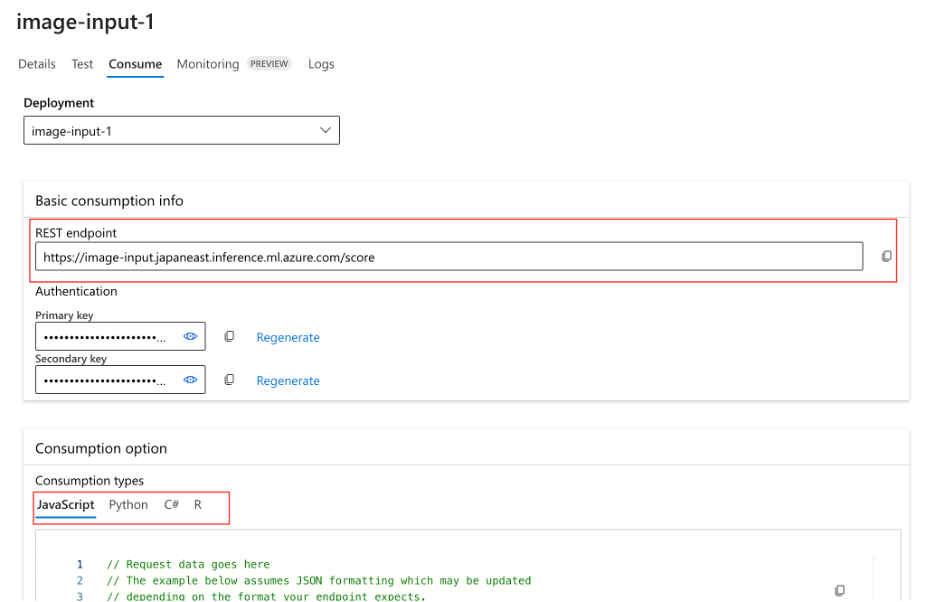 image-input-1
Details Test Consume Monitoring PREVIEW Logs
Deployment
image-input-1
Basic consumption info
REST endpoint
https://image-input.japaneast.inference.ml.azure.com/score
Authentication
Primary key
•••••••••••••••••••••••... Regenerate
Secondary key
•••••••••••••••••••••••... Regenerate
Consumption option
Consumption types
JavaScript Python C# R
1 // Request data goes here
2 // The example below assumes JSON formatting which may be updated
3 // depending on the format your endpoint expects.